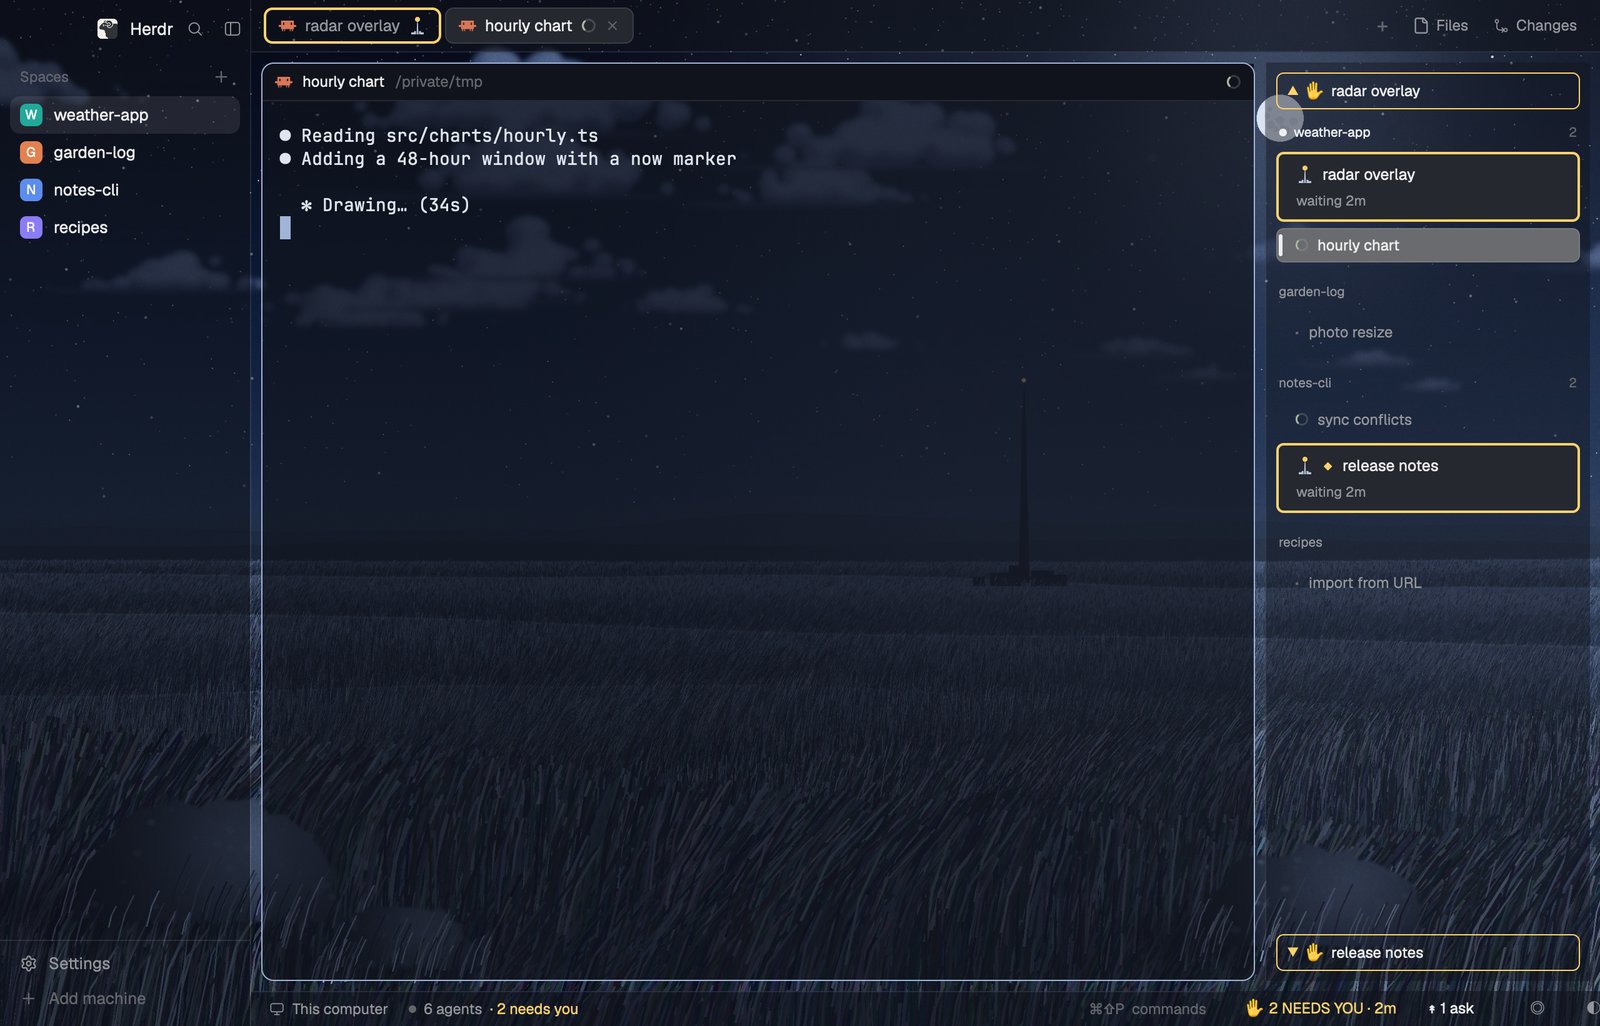 Herdr
Spaces
W weather-app
G garden-log
N notes-cli
R recipes
Settings
Add machine
radar overlay
hourly chart
Files
Changes
hourly chart /private/tmp
Reading src/charts/hourly.ts
Adding a 48-hour window with a now marker
* Drawing… (34s)
radar overlay
weather-app 2
radar overlay
waiting 2m
hourly chart
garden-log
photo resize
notes-cli 2
sync conflicts
release notes
waiting 2m
recipes
import from URL
release notes
This computer
6 agents · 2 needs you
⌘⇧P commands
2 NEEDS YOU · 2m
1 ask